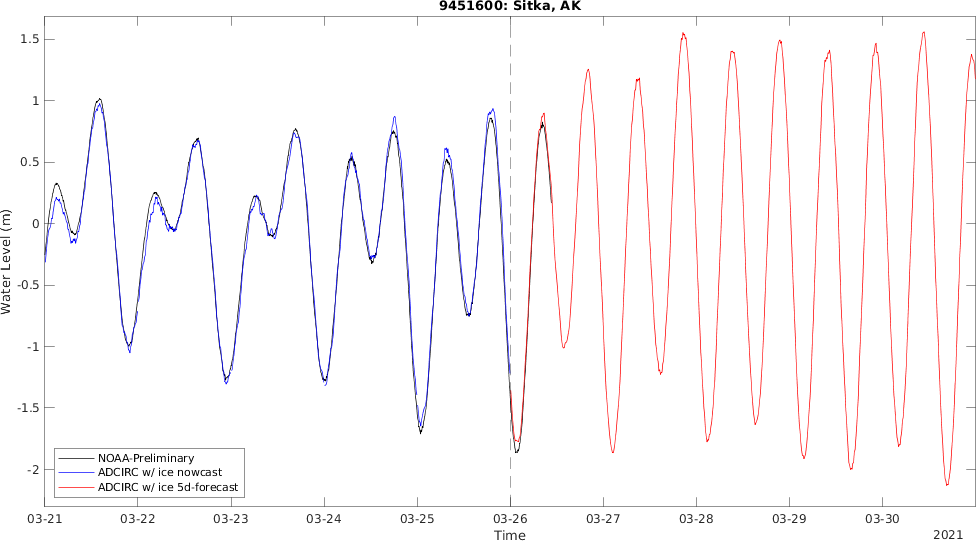 9451600: Sitka, AK
Water Level (m)
1.5
1
0.5
0
-0.5
-1
-1.5
-2
NOAA-Preliminary
ADCIRC w/ ice nowcast
ADCIRC w/ ice 5d-forecast
03-21 03-22 03-23 03-24 03-25 03-26 03-27 03-28 03-29 03-30
Time
2021